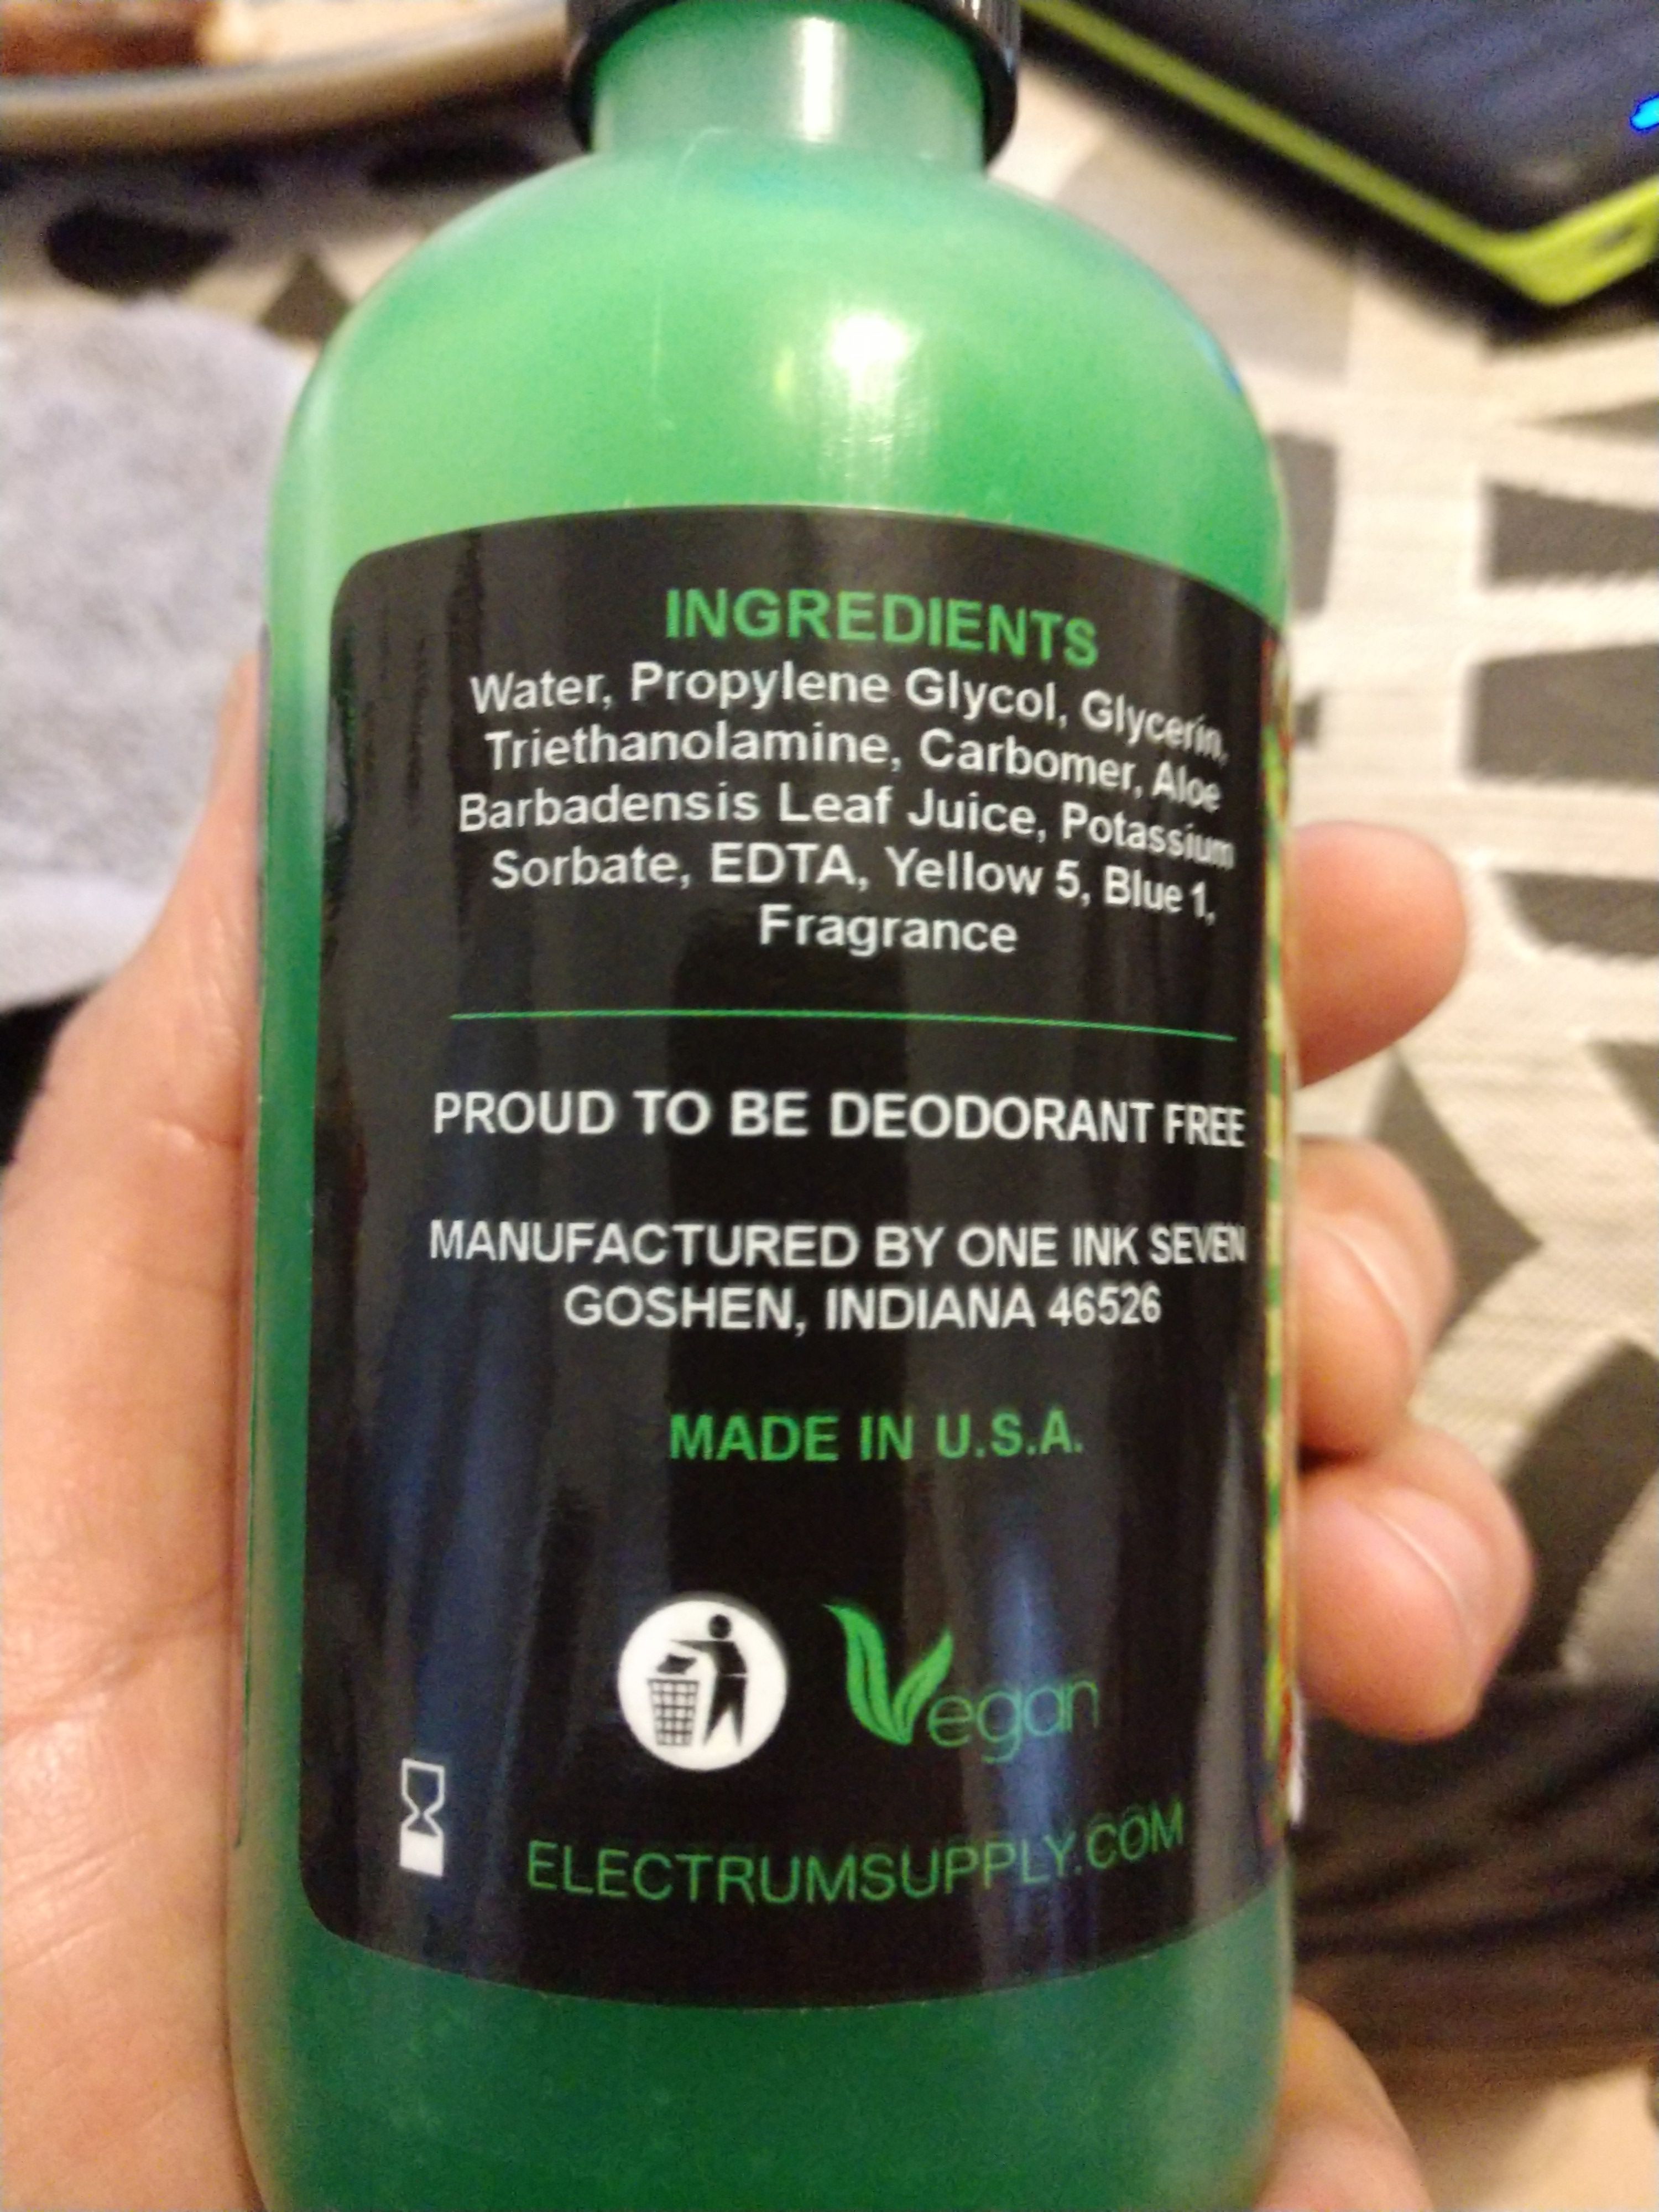 INGREDIENTS
Water, Propylene Glycol, Glycerin,
Triethanolamine, Carbomer, Aloe
Barbadensis Leaf Juice, Potassium
Sorbate, EDTA, Yellow 5, Blue 1,
Fragrance
PROUD TO BE DEODORANT FREE
MANUFACTURED BY ONE INK SEVEN
GOSHEN, INDIANA 46526
MADE IN U.S.A.
Vegan
ELECTRUMSUPPLY.COM